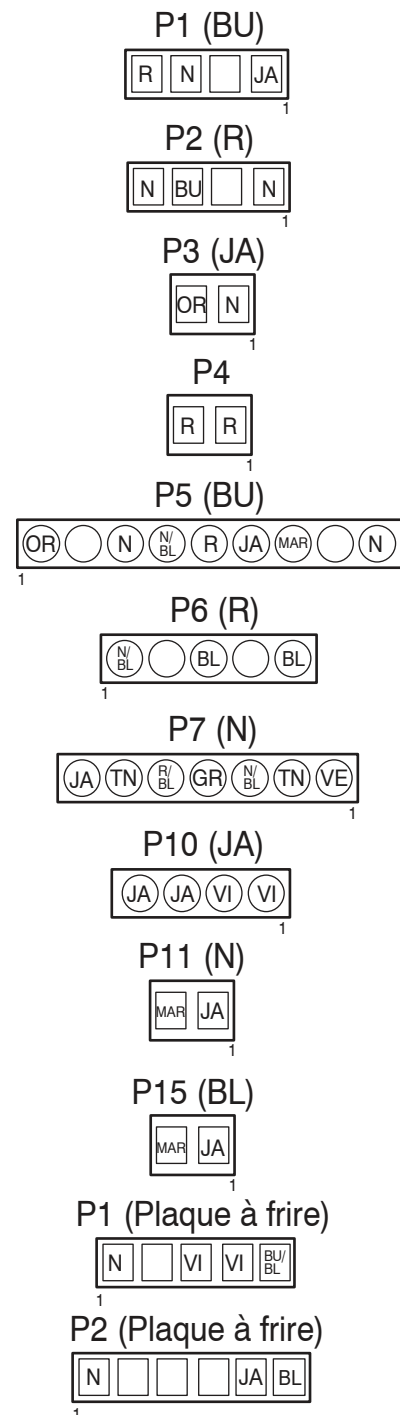 P1 (BU)
R N JA
1
P2 (R)
N BU N
1
P3 (JA)
OR N
1
P4
R R
1
P5 (BU)
OR N N/BL R JA MAR N
1
P6 (R)
N/BL BL BL
1
P7 (N)
JA TN R/BL GR N/BL TN VE
1
P10 (JA)
JA JA VI VI
1
P11 (N)
MAR JA
1
P15 (BL)
MAR JA
1
P1 (Plaque à frire)
N VI VI BU/BL
1
P2 (Plaque à frire)
N JA BL
1